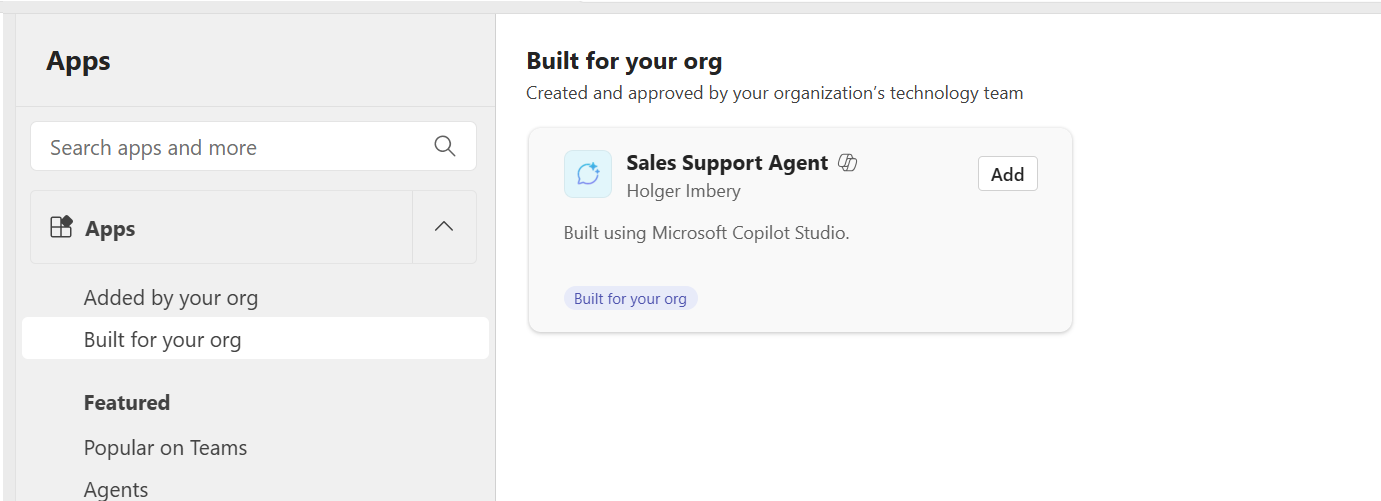 Apps
Search apps and more
Apps
Added by your org
Built for your org
Featured
Popular on Teams
Agents
Built for your org
Created and approved by your organization’s technology team
Sales Support Agent
Add
Holger Imbery
Built using Microsoft Copilot Studio.
Built for your org